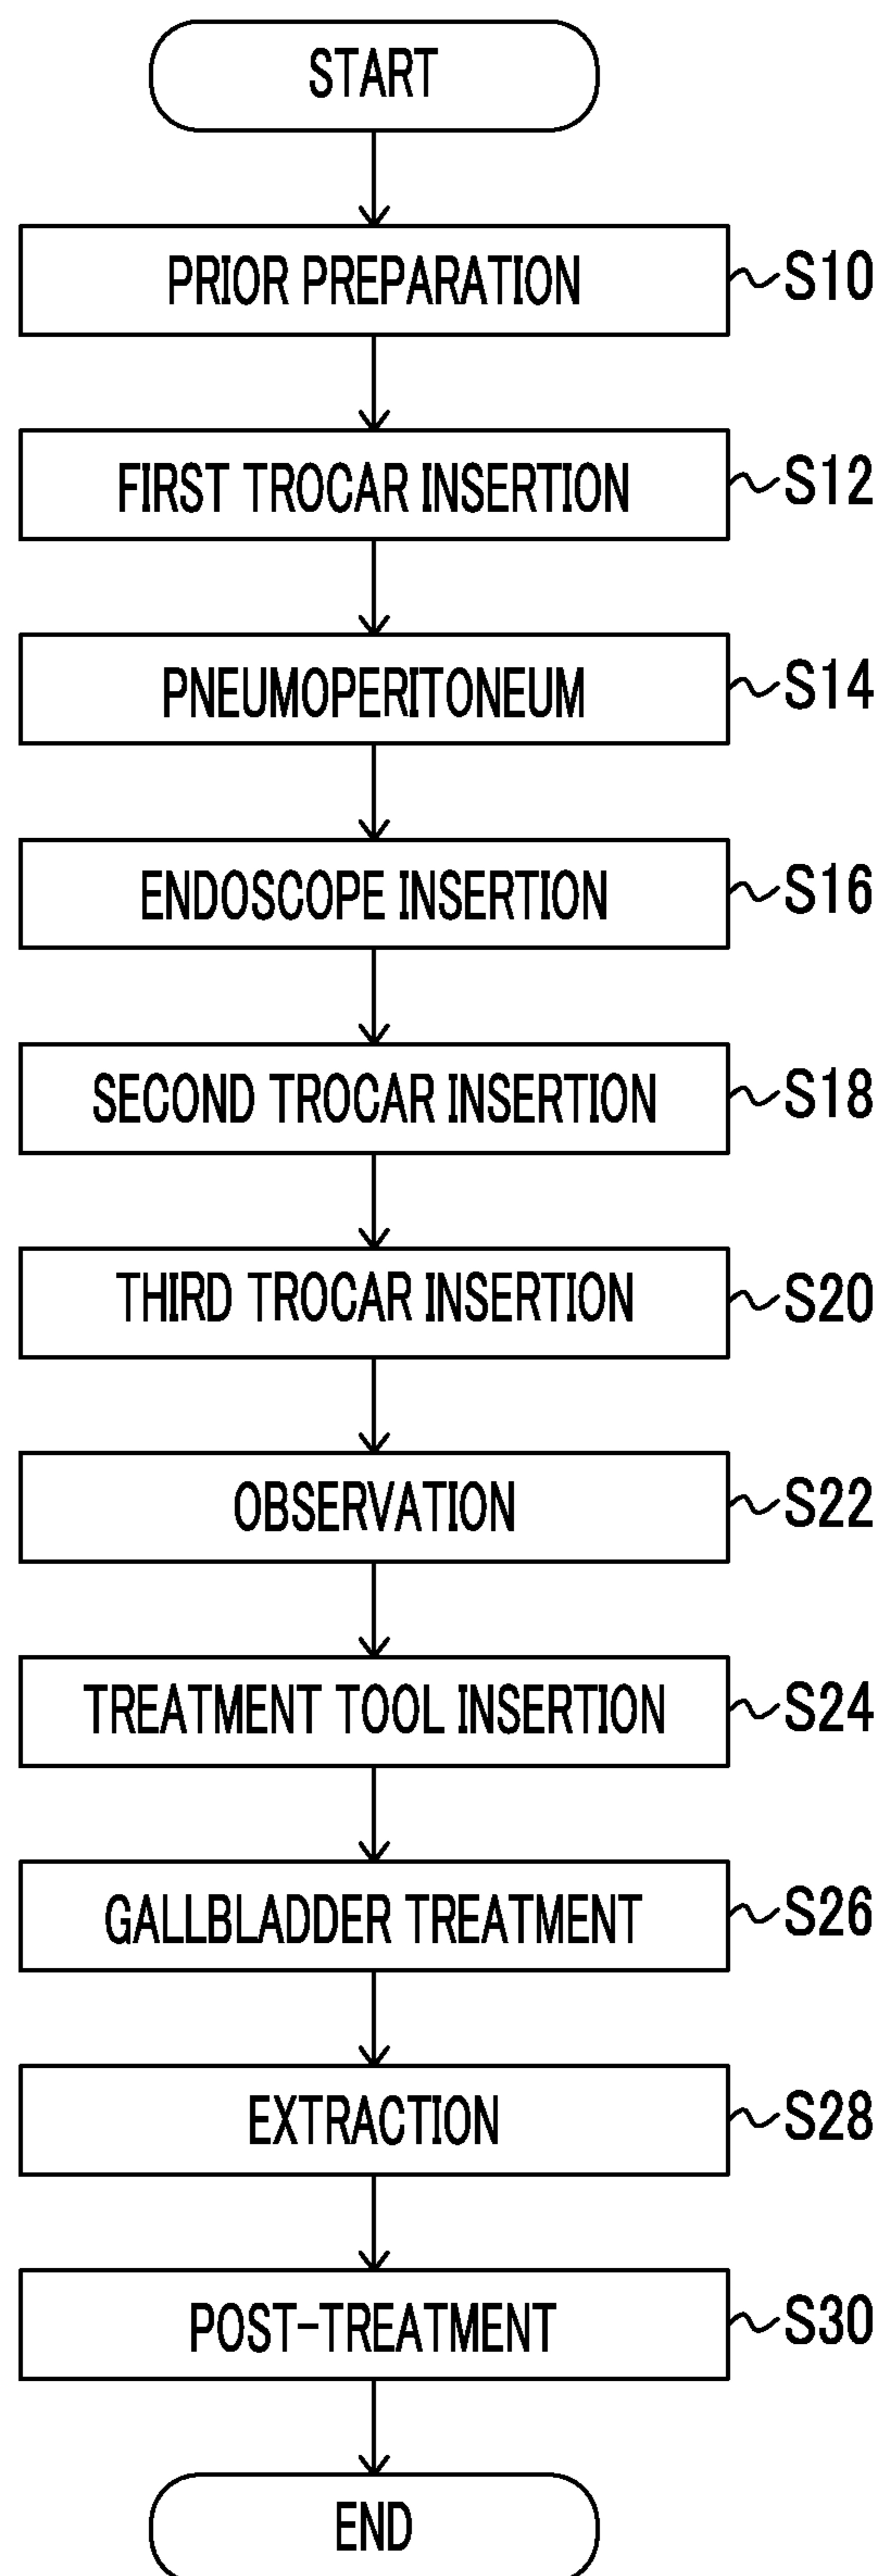 START
PRIOR PREPARATION S10
FIRST TROCAR INSERTION S12
PNEUMOPERITONEUM S14
ENDOSCOPE INSERTION S16
SECOND TROCAR INSERTION S18
THIRD TROCAR INSERTION S20
OBSERVATION S22
TREATMENT TOOL INSERTION S24
GALLBLADDER TREATMENT S26
EXTRACTION S28
POST-TREATMENT S30
END